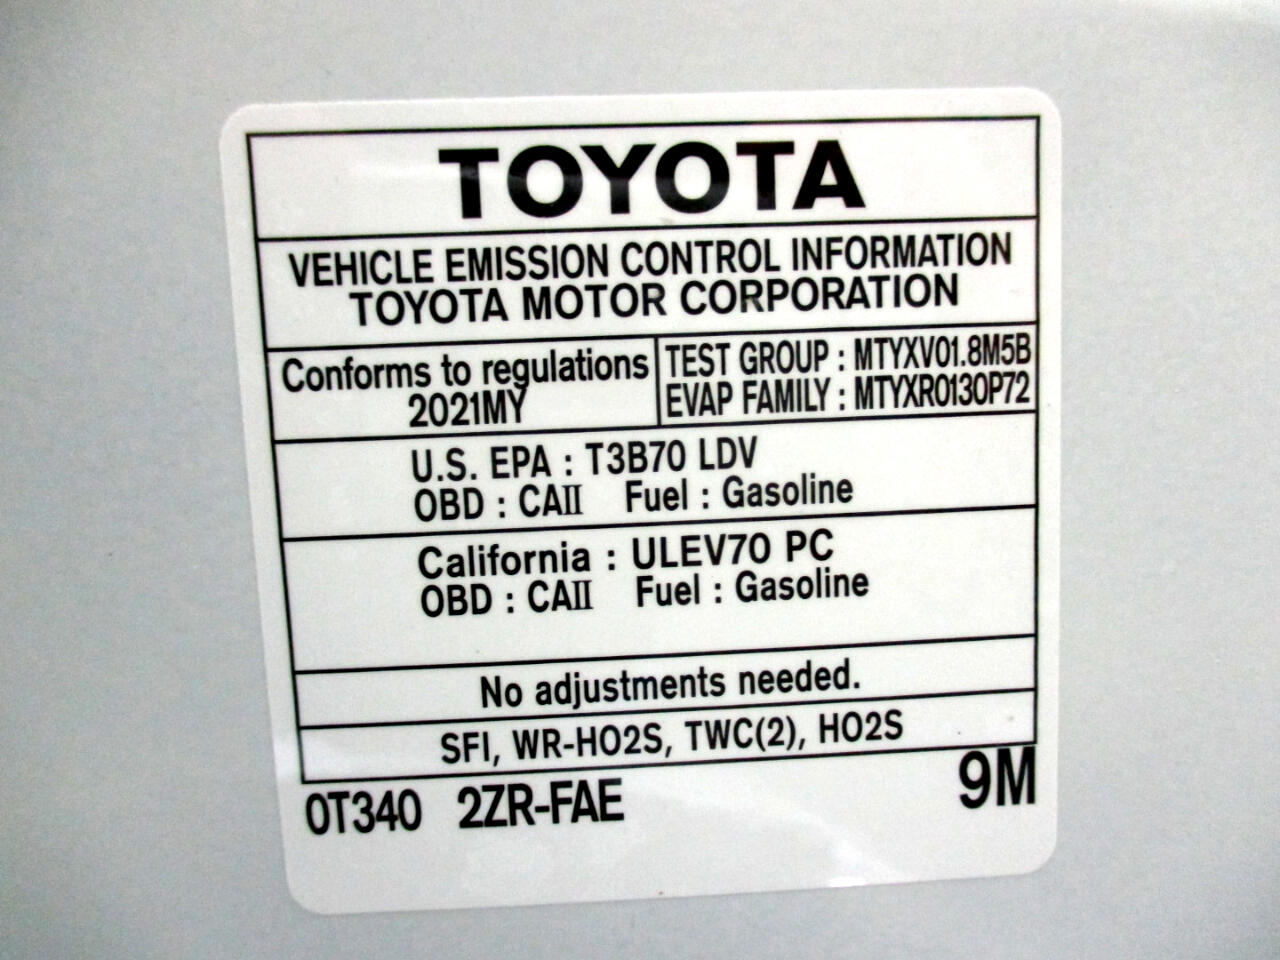 TOYOTA
VEHICLE EMISSION CONTROL INFORMATION
TOYOTA MOTOR CORPORATION
Conforms to regulations
2021MY
TEST GROUP : MTYXV01.8M5B
EVAP FAMILY : MTYXR0130P72
U.S. EPA : T3B70 LDV
OBD : CAⅡ Fuel : Gasoline
California : ULEV70 PC
OBD : CAⅡ Fuel : Gasoline
No adjustments needed.
SFI, WR-HO2S, TWC(2), HO2S
0T340 2ZR-FAE 9M